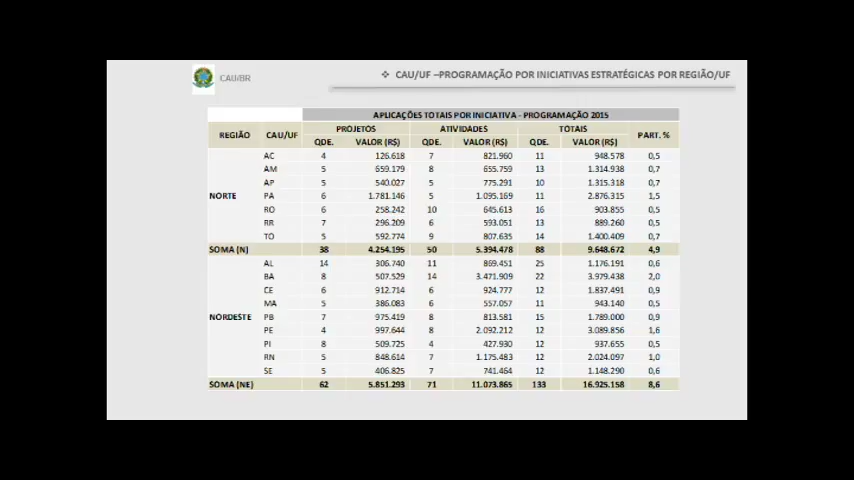 CAU/BR
❖ CAU/UF –PROGRAMAÇÃO POR INICIATIVAS ESTRATÉGICAS POR REGIÃO/UF
APLICAÇÕES TOTAIS POR INICIATIVA - PROGRAMAÇÃO 2015
REGIÃO CAU/UF PROJETOS ATIVIDADES TOTAIS PART. %
QDE. VALOR (R$) QDE. VALOR (R$) QDE. VALOR (R$)
AC 4 126.618 7 821.960 11 948.578 0,5
AM 5 659.179 8 655.759 13 1.314.938 0,7
AP 5 540.027 5 775.291 10 1.315.318 0,7
NORTE PA 6 1.781.146 5 1.095.169 11 2.876.315 1,5
RO 6 258.242 10 645.613 16 903.855 0,5
RR 7 296.209 6 593.051 13 889.260 0,5
TO 5 592.774 9 807.635 14 1.400.409 0,7
SOMA (N) 38 4.254.195 50 5.394.478 88 9.648.672 4,9
AL 14 306.740 11 869.451 25 1.176.191 0,6
BA 8 507.529 14 3.471.909 22 3.979.438 2,0
CE 6 912.714 6 924.777 12 1.837.491 0,9
MA 5 386.083 6 557.057 11 943.140 0,5
NORDESTE PB 7 975.419 8 813.581 15 1.789.000 0,9
PE 4 997.644 8 2.092.212 12 3.089.856 1,6
PI 8 509.725 4 427.930 12 937.655 0,5
RN 5 848.614 7 1.175.483 12 2.024.097 1,0
SE 5 406.825 7 741.464 12 1.148.290 0,6
SOMA (NE) 62 5.851.293 71 11.073.865 133 16.925.158 8,6